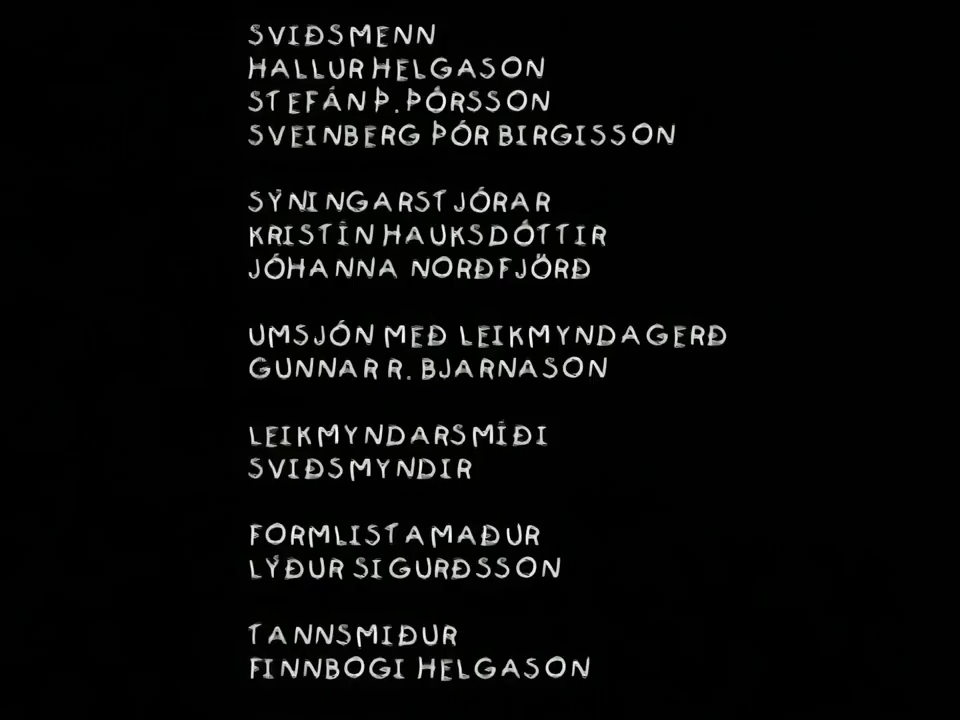 SVIÐSMENN
HALLUR HELGASON
STEFÁN Þ. ÞÓRSSON
SVEINBERG ÞÓR BIRGISSON
SÝNINGARSTJÓRAR
KRISTÍN HAUKSDÓTTIR
JÓHANNA NORÐFJÖRÐ
UMSJÓN MEÐ LEIKMYNDAGERÐ
GUNNAR R. BJARNASON
LEIKMYNDARSMÍÐI
SVIÐSMYNDIR
FORMLISTAMAÐUR
LÝÐUR SIGURÐSSON
TANNSMIÐUR
FINNBOGI HELGASON